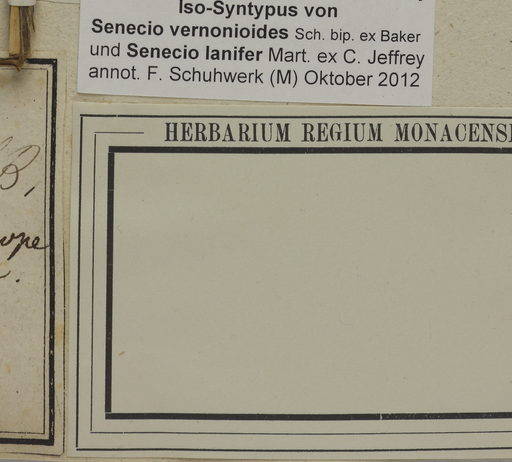 Iso-Syntypus von
Senecio vernonioides Sch. bip. ex Baker
und Senecio lanifer Mart. ex C. Jeffrey
annot. F. Schuhwerk (M) Oktober 2012
HERBARIUM REGIUM MONACENS
B,